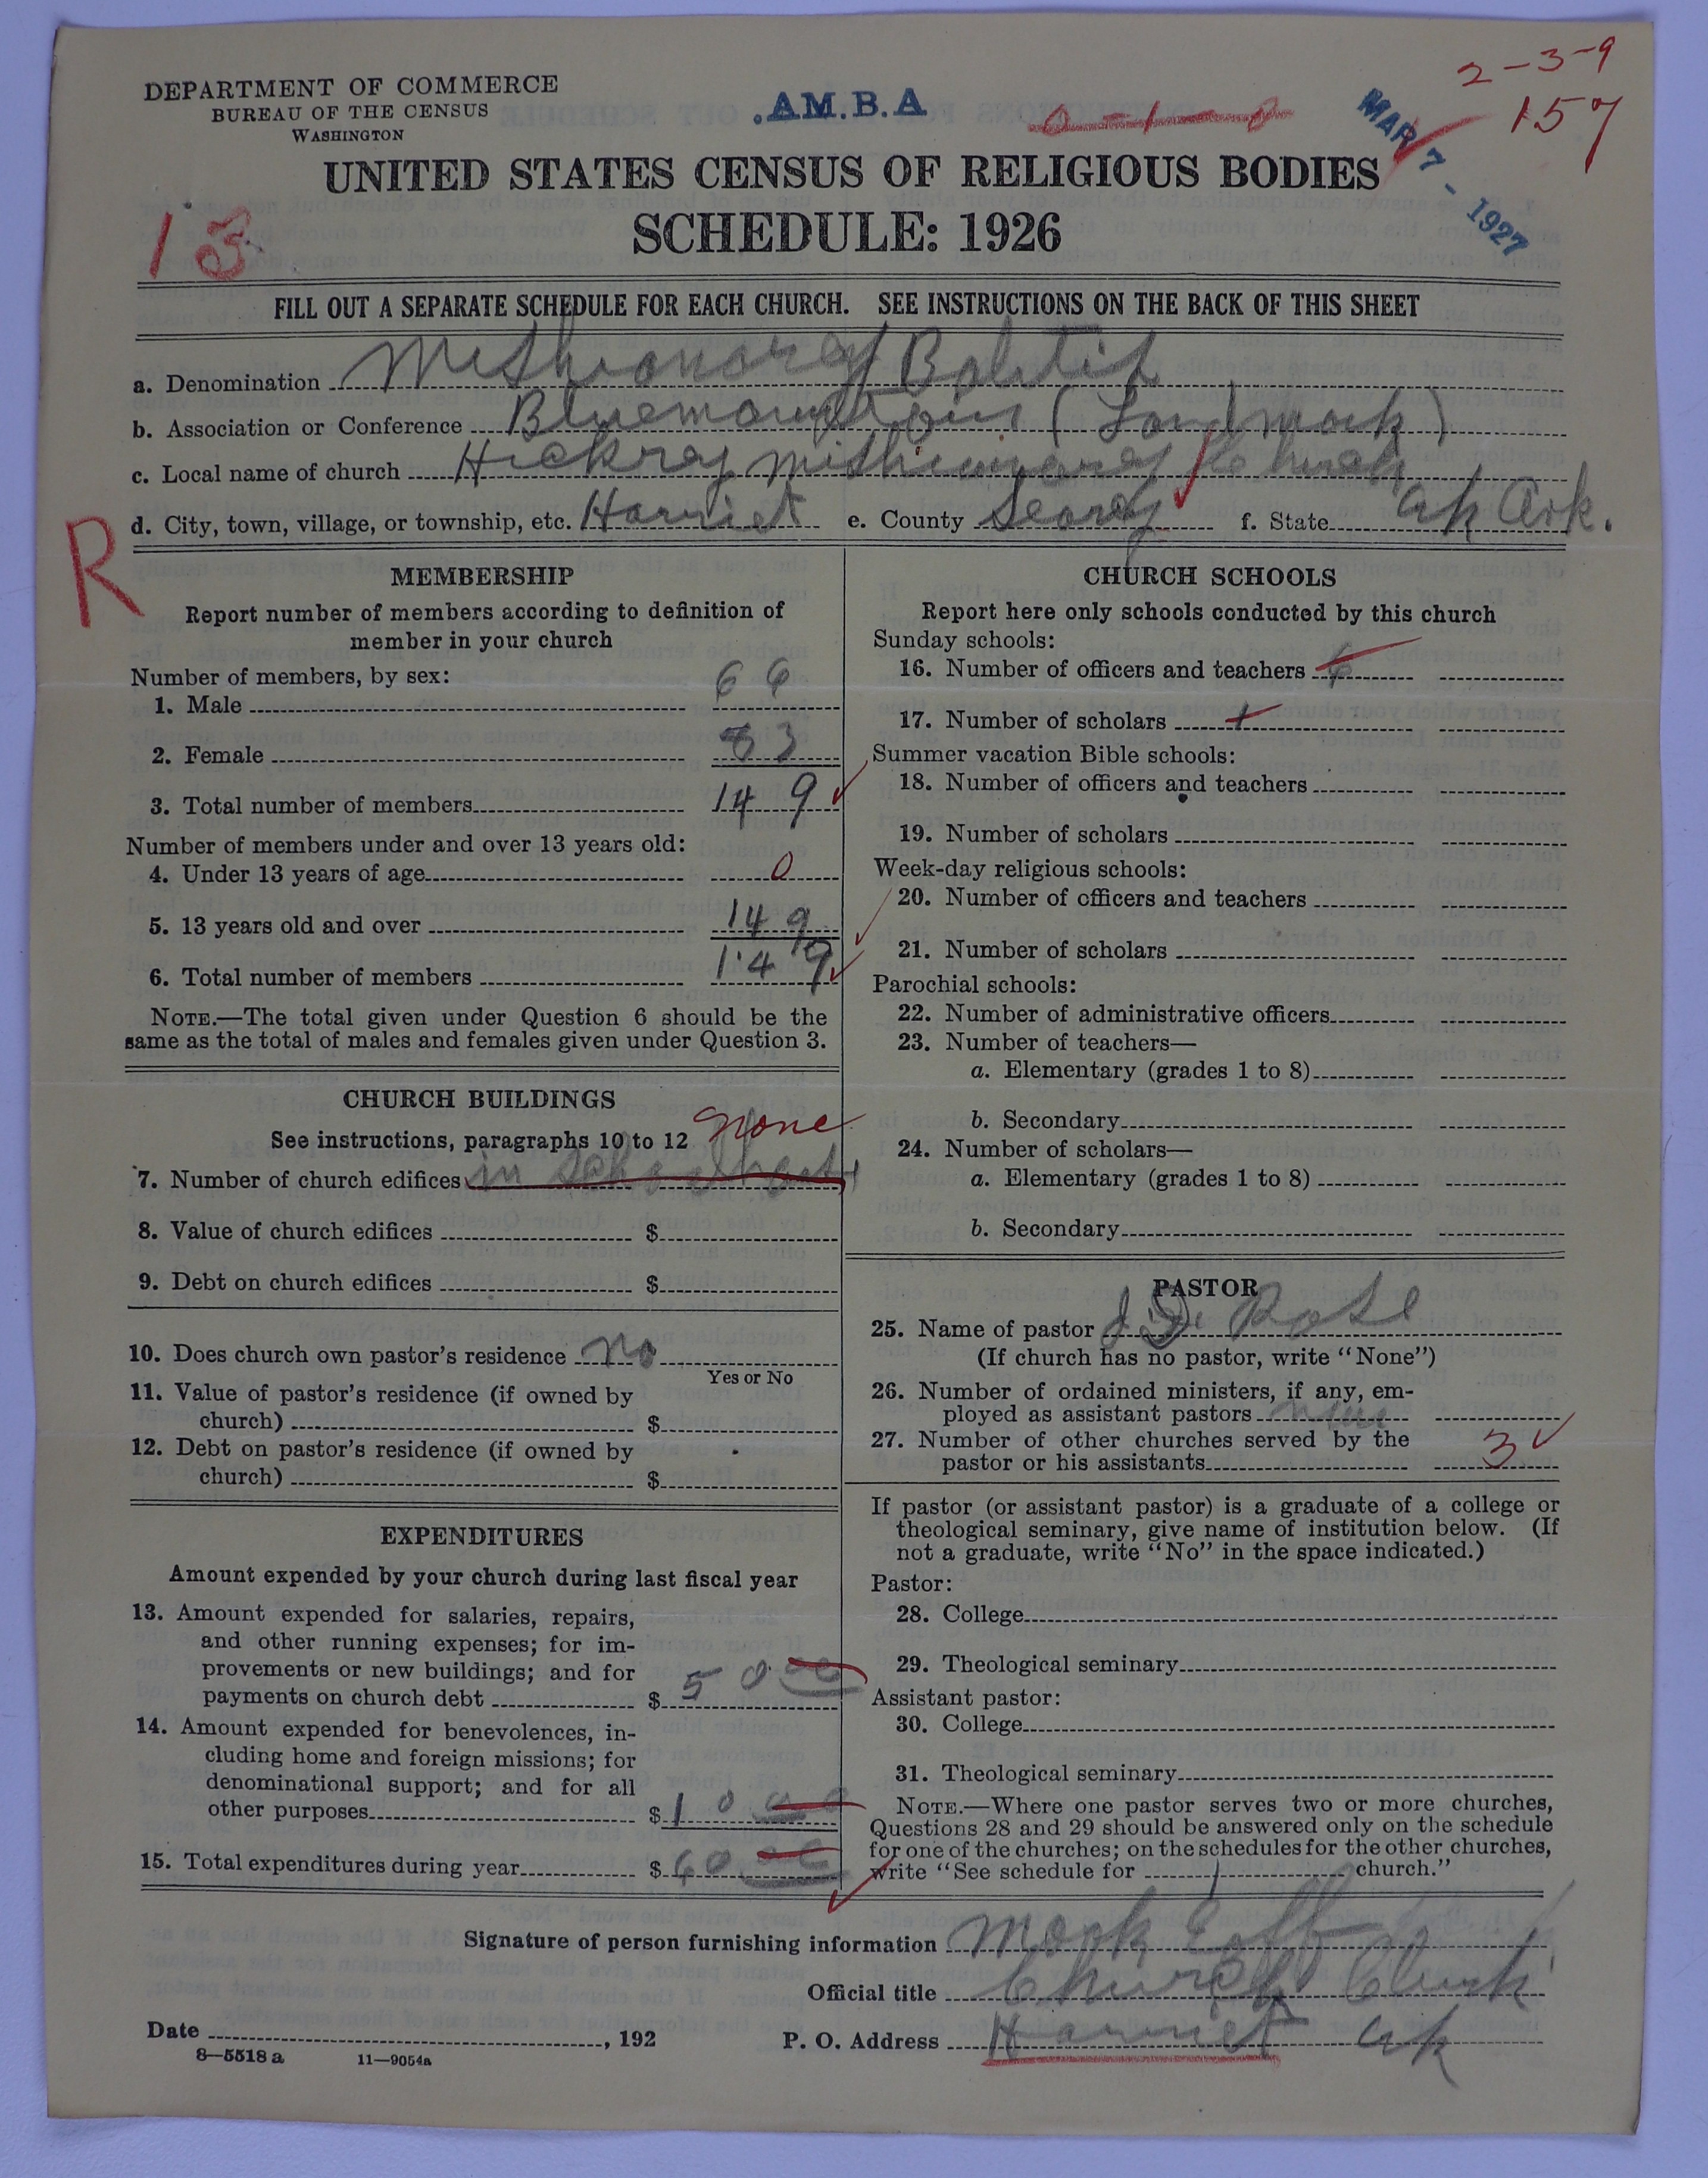 DEPARTMENT OF COMMERCE
BUREAU OF THE CENSUS
WASHINGTON
.A.M.B.A
0-1-0
MAR 7 - 1927
2-3-9
157
UNITED STATES CENSUS OF RELIGIOUS BODIES
SCHEDULE: 1926
13
FILL OUT A SEPARATE SCHEDULE FOR EACH CHURCH. SEE INSTRUCTIONS ON THE BACK OF THIS SHEET
a. Denomination
b. Association or Conference Bluemountain (Landmark)
c. Local name of church
d. City, town, village, or township, etc. Harriet e. County Searcy f. State Ark Ark.
R
MEMBERSHIP
Report number of members according to definition of
member in your church
Number of members, by sex:
1. Male 66
2. Female 83
3. Total number of members 149
Number of members under and over 13 years old:
4. Under 13 years of age 0
5. 13 years old and over 149
6. Total number of members 149
NOTE.—The total given under Question 6 should be the
same as the total of males and females given under Question 3.
CHURCH BUILDINGS
See instructions, paragraphs 10 to 12 none
7. Number of church edifices in
8. Value of church edifices $
9. Debt on church edifices $
10. Does church own pastor's residence no
Yes or No
11. Value of pastor's residence (if owned by
church) $
12. Debt on pastor's residence (if owned by
church) $
EXPENDITURES
Amount expended by your church during last fiscal year
13. Amount expended for salaries, repairs,
and other running expenses; for im-
provements or new buildings; and for
payments on church debt $ 50 00
14. Amount expended for benevolences, in-
cluding home and foreign missions; for
denominational support; and for all
other purposes $ 10 00
15. Total expenditures during year $ 60.00
CHURCH SCHOOLS
Report here only schools conducted by this church
Sunday schools:
16. Number of officers and teachers
17. Number of scholars
Summer vacation Bible schools:
18. Number of officers and teachers
19. Number of scholars
Week-day religious schools:
20. Number of officers and teachers
21. Number of scholars
Parochial schools:
22. Number of administrative officers
23. Number of teachers—
a. Elementary (grades 1 to 8)
b. Secondary
24. Number of scholars—
a. Elementary (grades 1 to 8)
b. Secondary
PASTOR
25. Name of pastor J. D. Rose
(If church has no pastor, write "None")
26. Number of ordained ministers, if any, em-
ployed as assistant pastors
27. Number of other churches served by the
pastor or his assistants 3
If pastor (or assistant pastor) is a graduate of a college or
theological seminary, give name of institution below. (If
not a graduate, write "No" in the space indicated.)
Pastor:
28. College
29. Theological seminary
Assistant pastor:
30. College
31. Theological seminary
NOTE.—Where one pastor serves two or more churches,
Questions 28 and 29 should be answered only on the schedule
for one of the churches; on the schedules for the other churches,
write "See schedule for church."
Signature of person furnishing information
Official title Church Clerk
Date , 192
P. O. Address Harriet Ark
8—5518 a 11—9054a